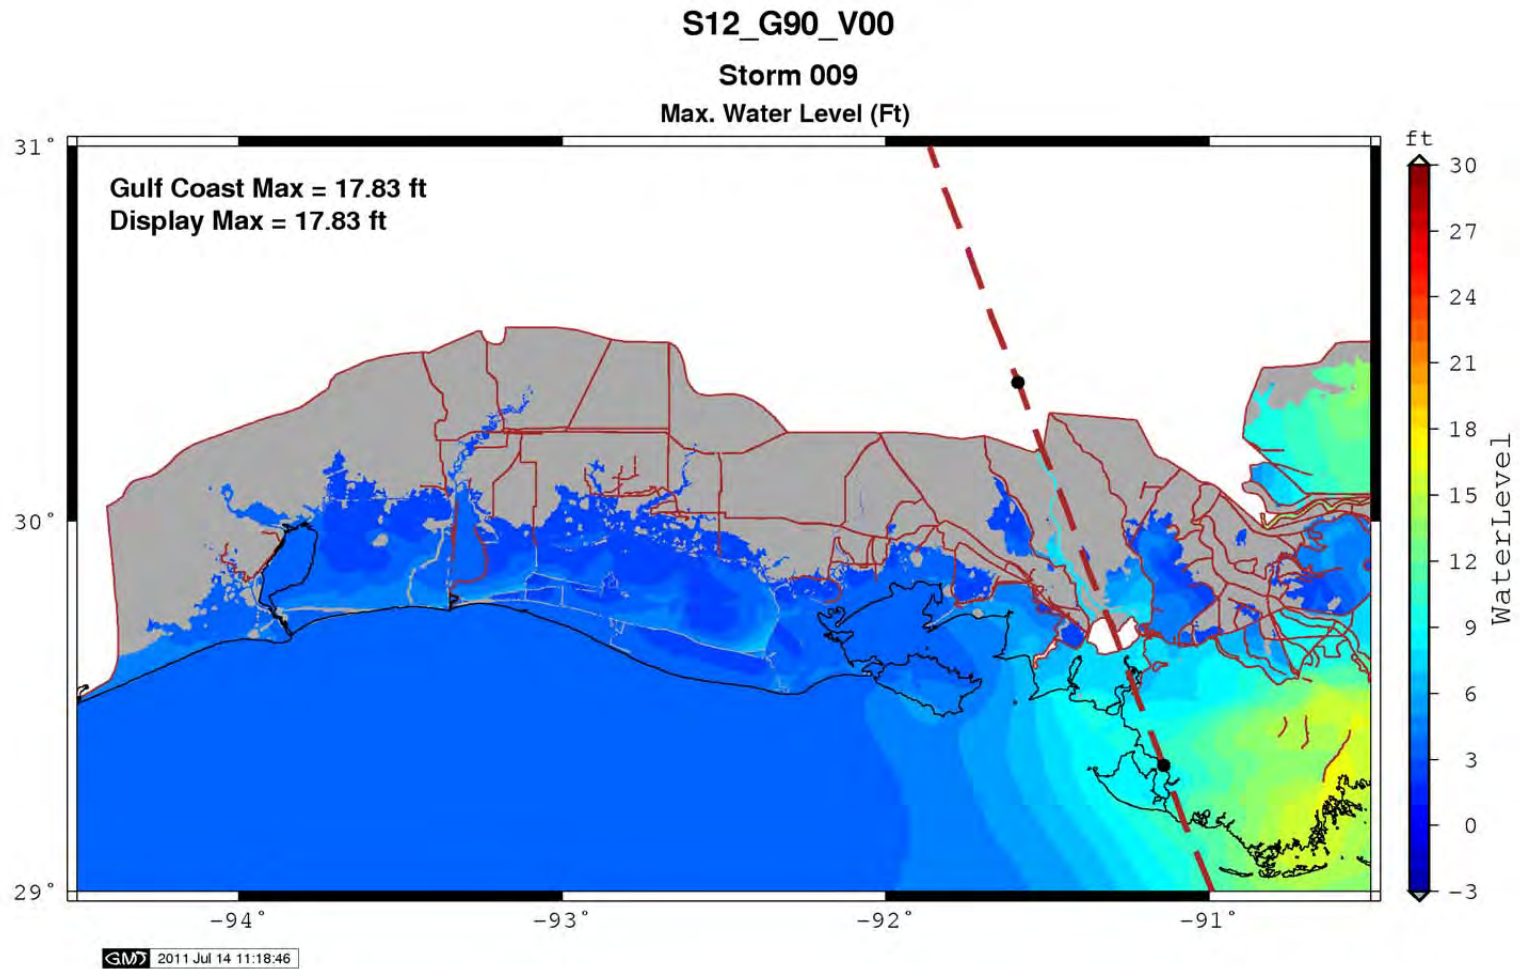 S12_G90_V00
Storm 009
Max. Water Level (Ft)
Gulf Coast Max = 17.83 ft
Display Max = 17.83 ft
31°
30°
29°
-94°
-93°
-92°
-91°
ft
30
27
24
21
18
15
12
9
6
3
0
-3
WaterLevel
GMT 2011 Jul 14 11:18:46